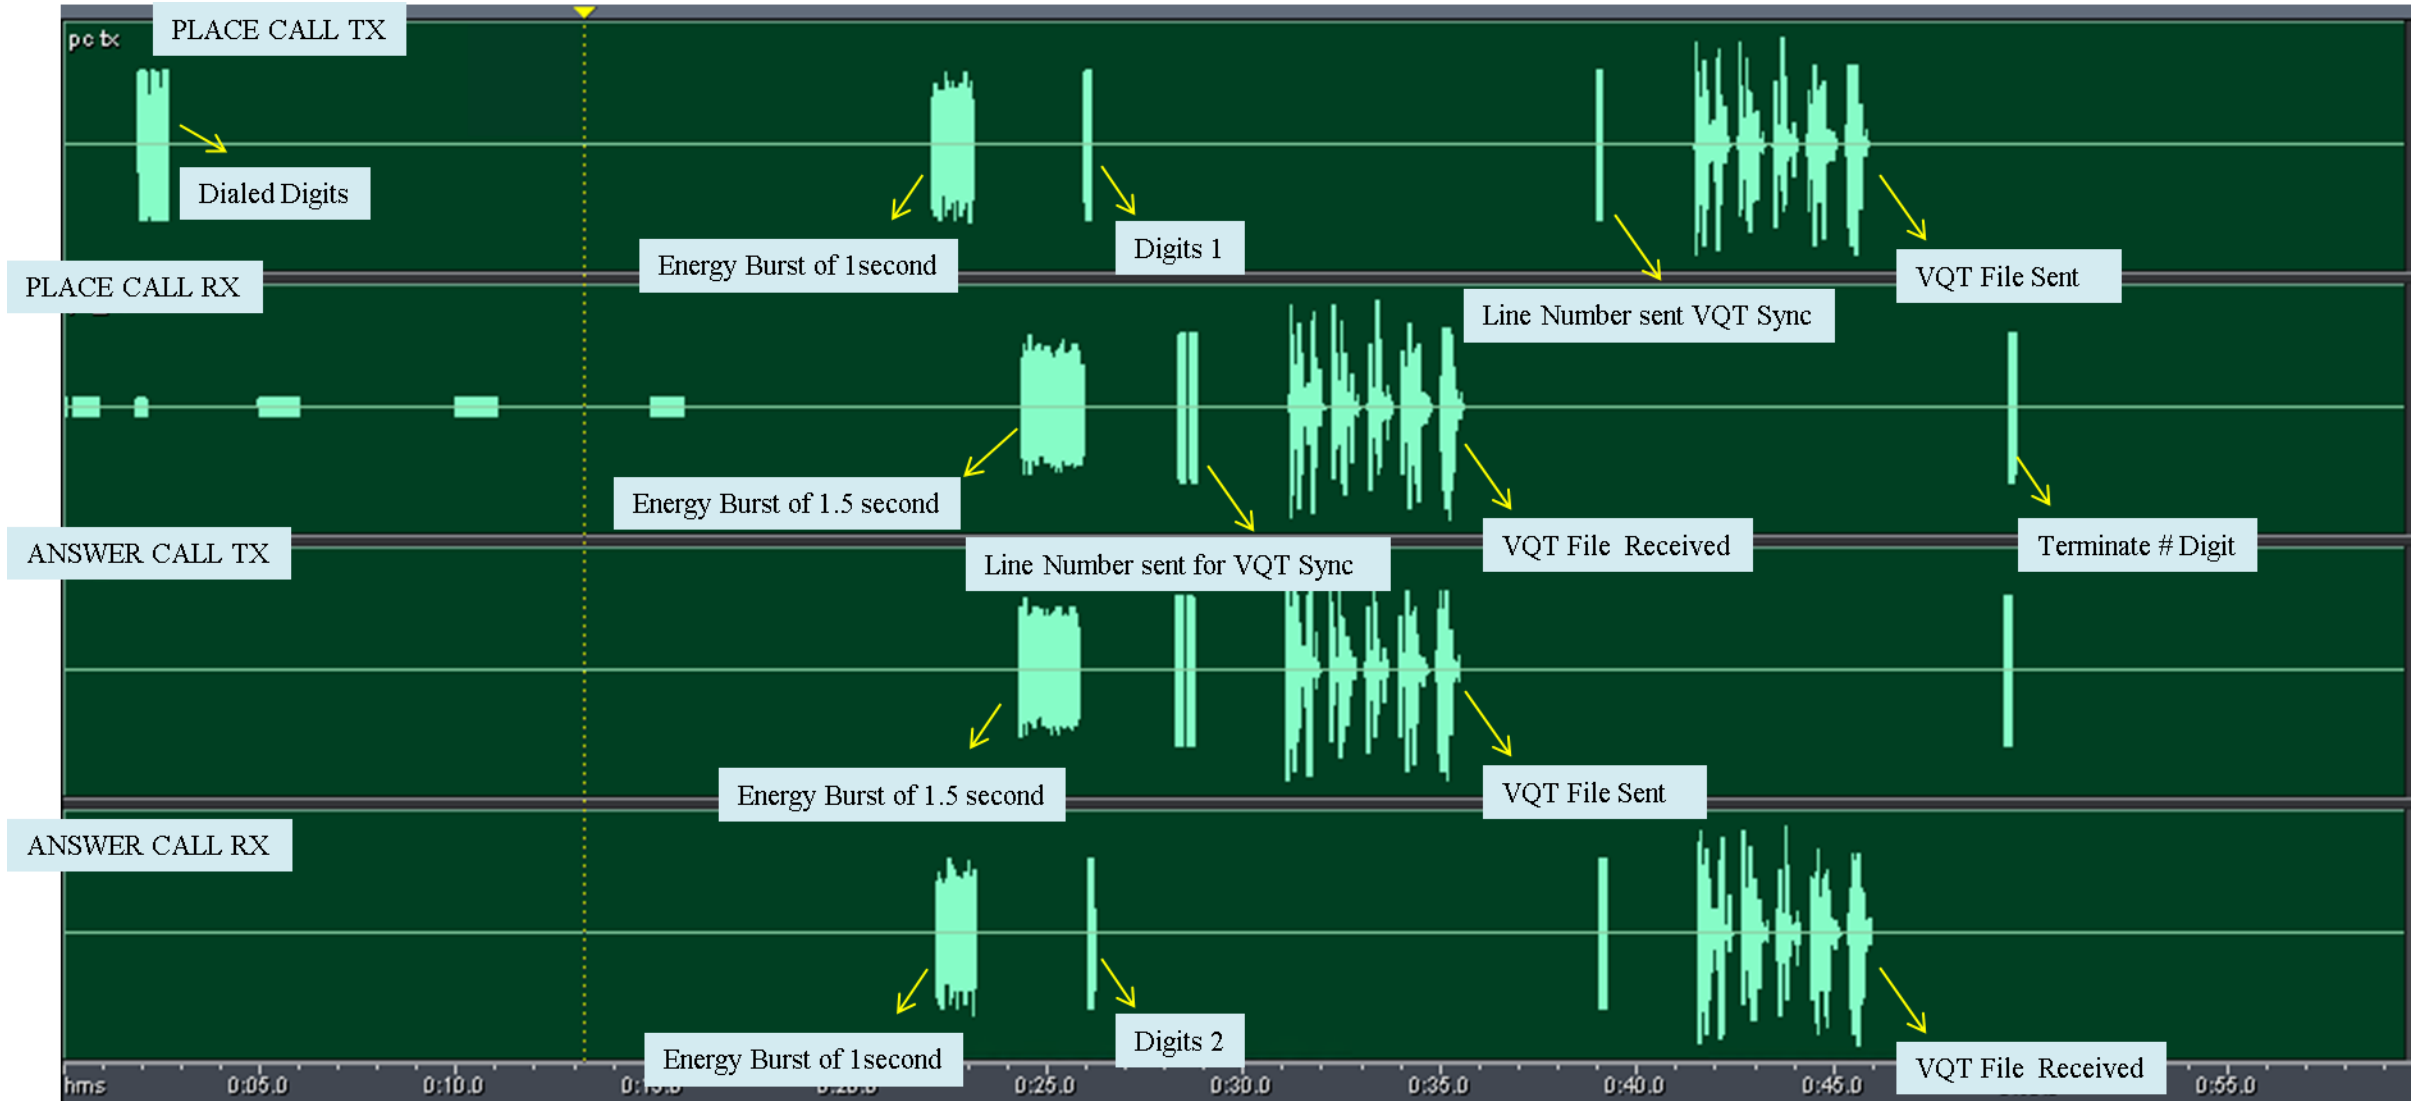 PLACE CALL TX
pc tx
Dialed Digits
Energy Burst of 1second
Digits 1
VQT File Sent
PLACE CALL RX
Line Number sent VQT Sync
Energy Burst of 1.5 second
VQT File Received
Terminate # Digit
ANSWER CALL TX
Line Number sent for VQT Sync
Energy Burst of 1.5 second
VQT File Sent
ANSWER CALL RX
Energy Burst of 1second
Digits 2
VQT File Received
hms 0:05.0 0:10.0 0:25.0 0:30.0 0:35.0 0:40.0 0:45.0 0:55.0